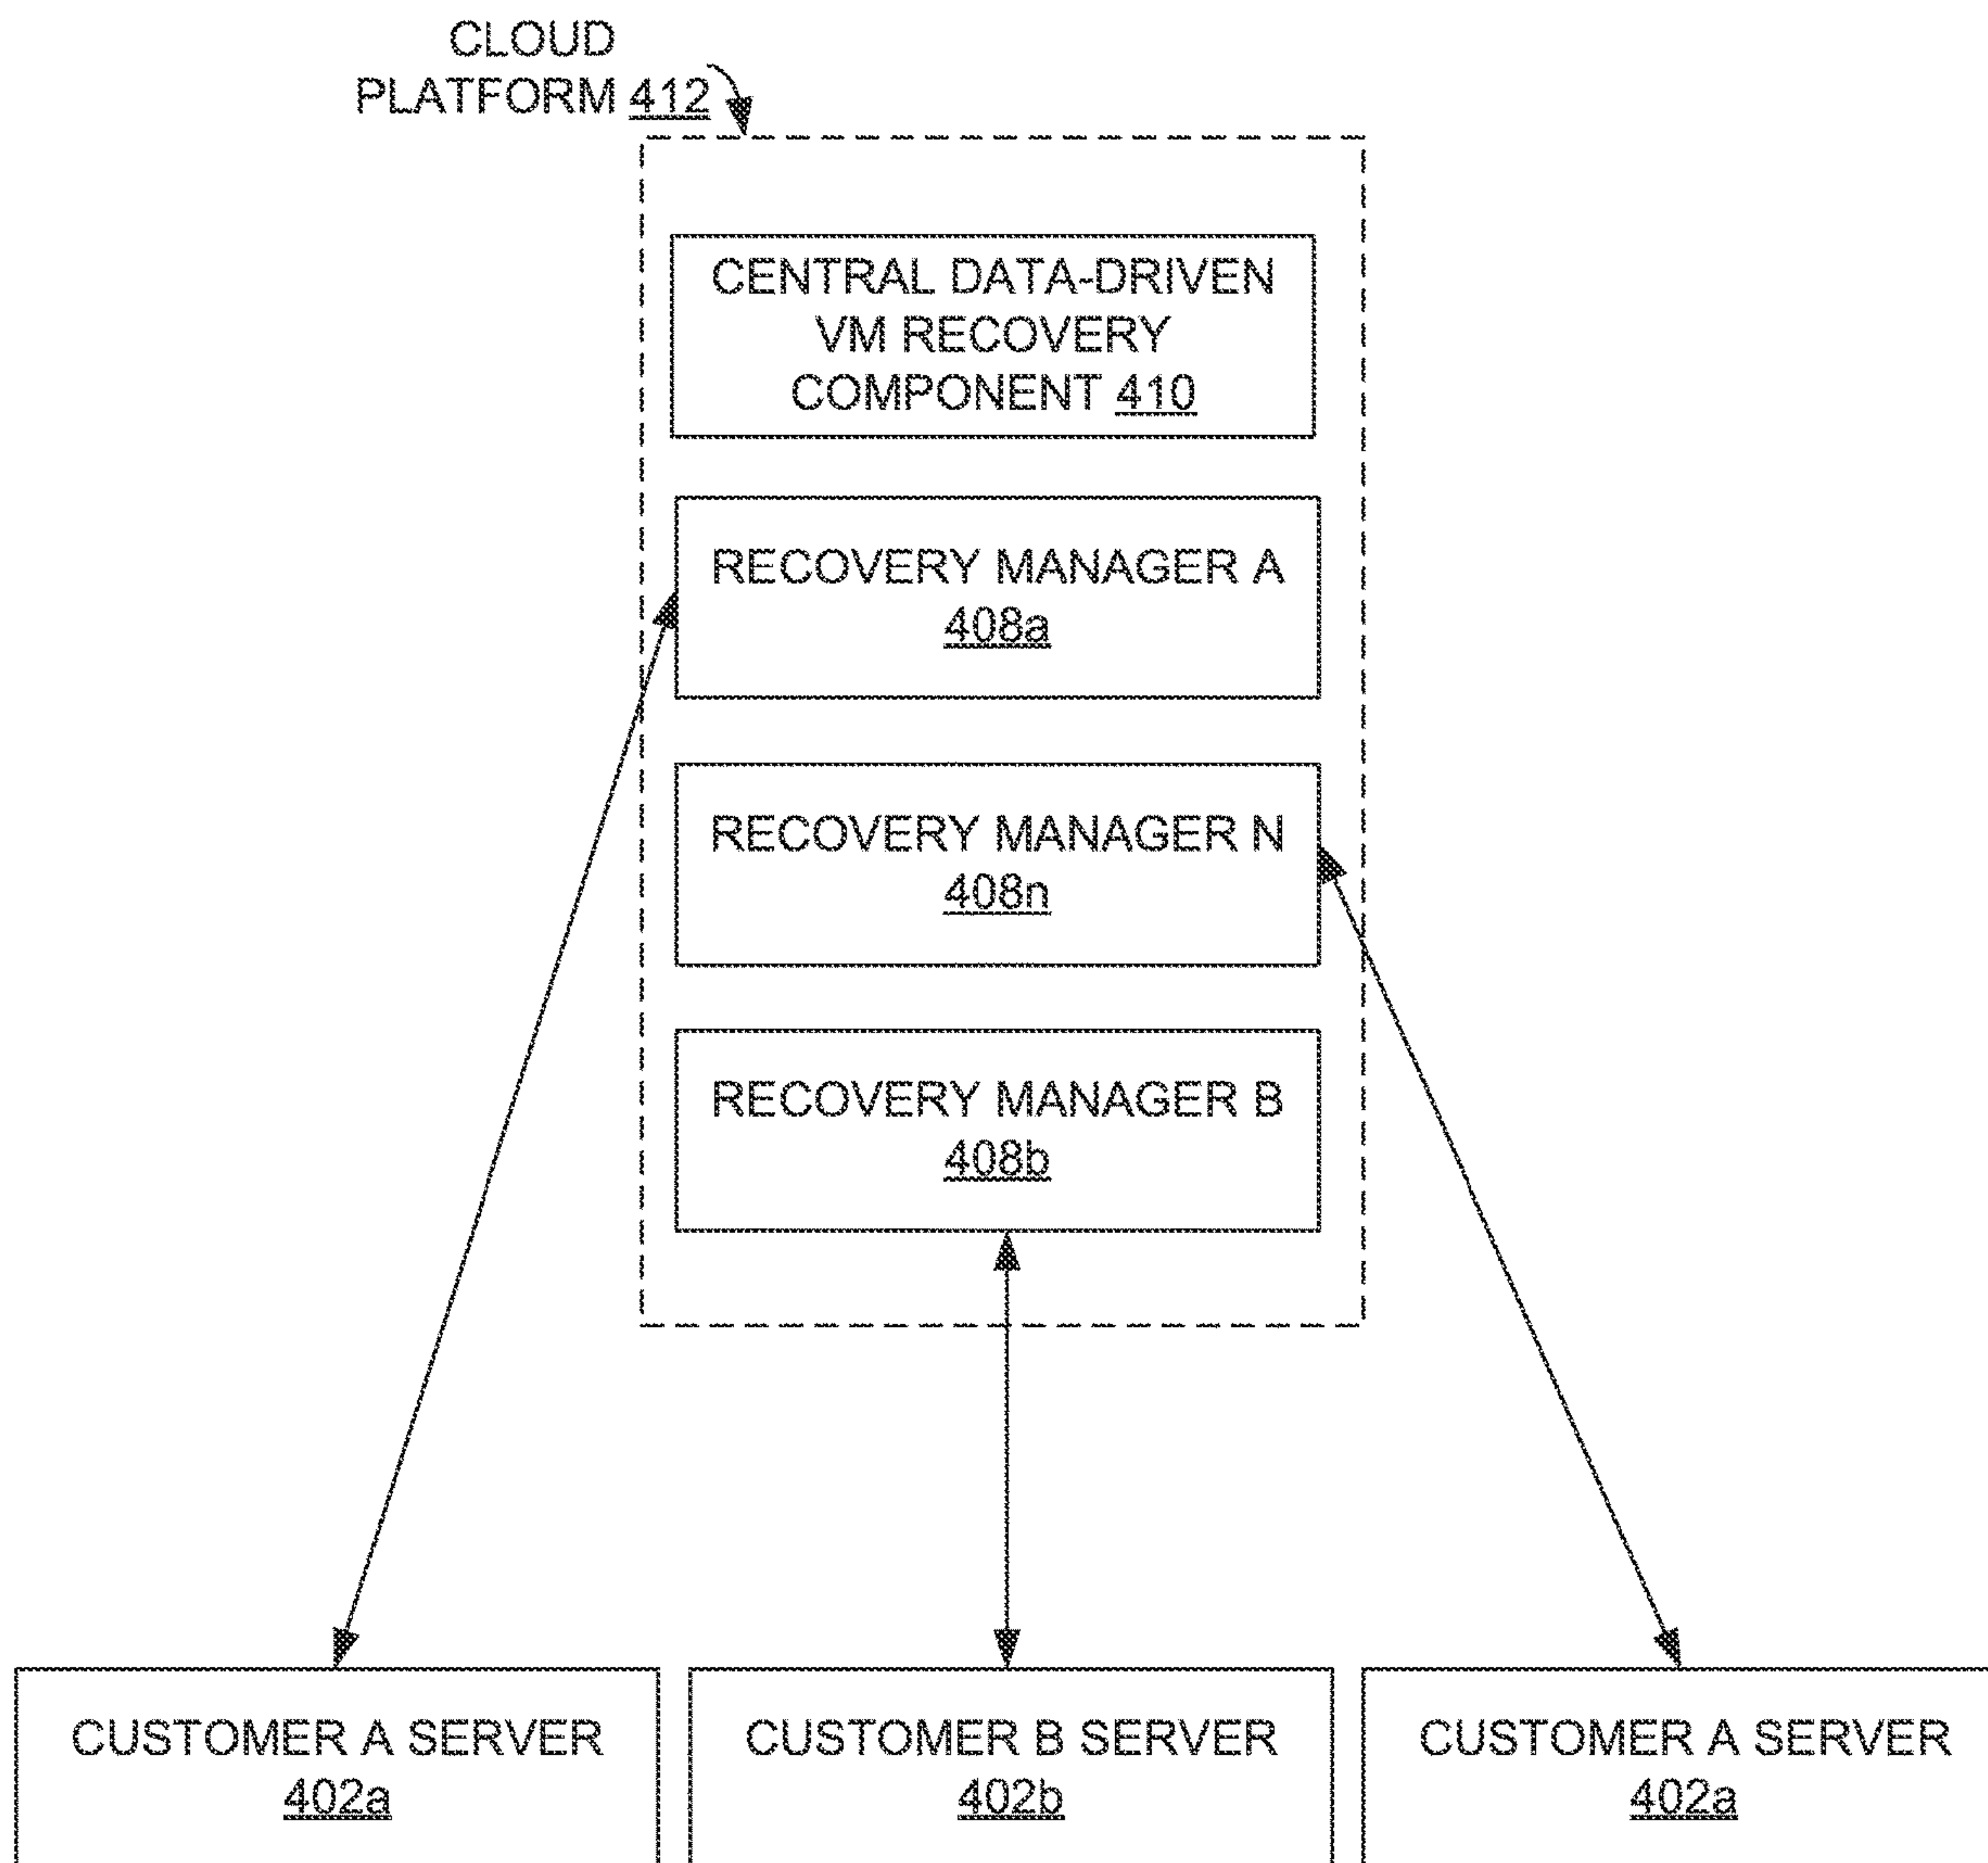 CLOUD
PLATFORM 412
CENTRAL DATA-DRIVEN
VM RECOVERY
COMPONENT 410
RECOVERY MANAGER A
408a
RECOVERY MANAGER N
408n
RECOVERY MANAGER B
408b
CUSTOMER A SERVER
402a
CUSTOMER B SERVER
402b
CUSTOMER A SERVER
402a